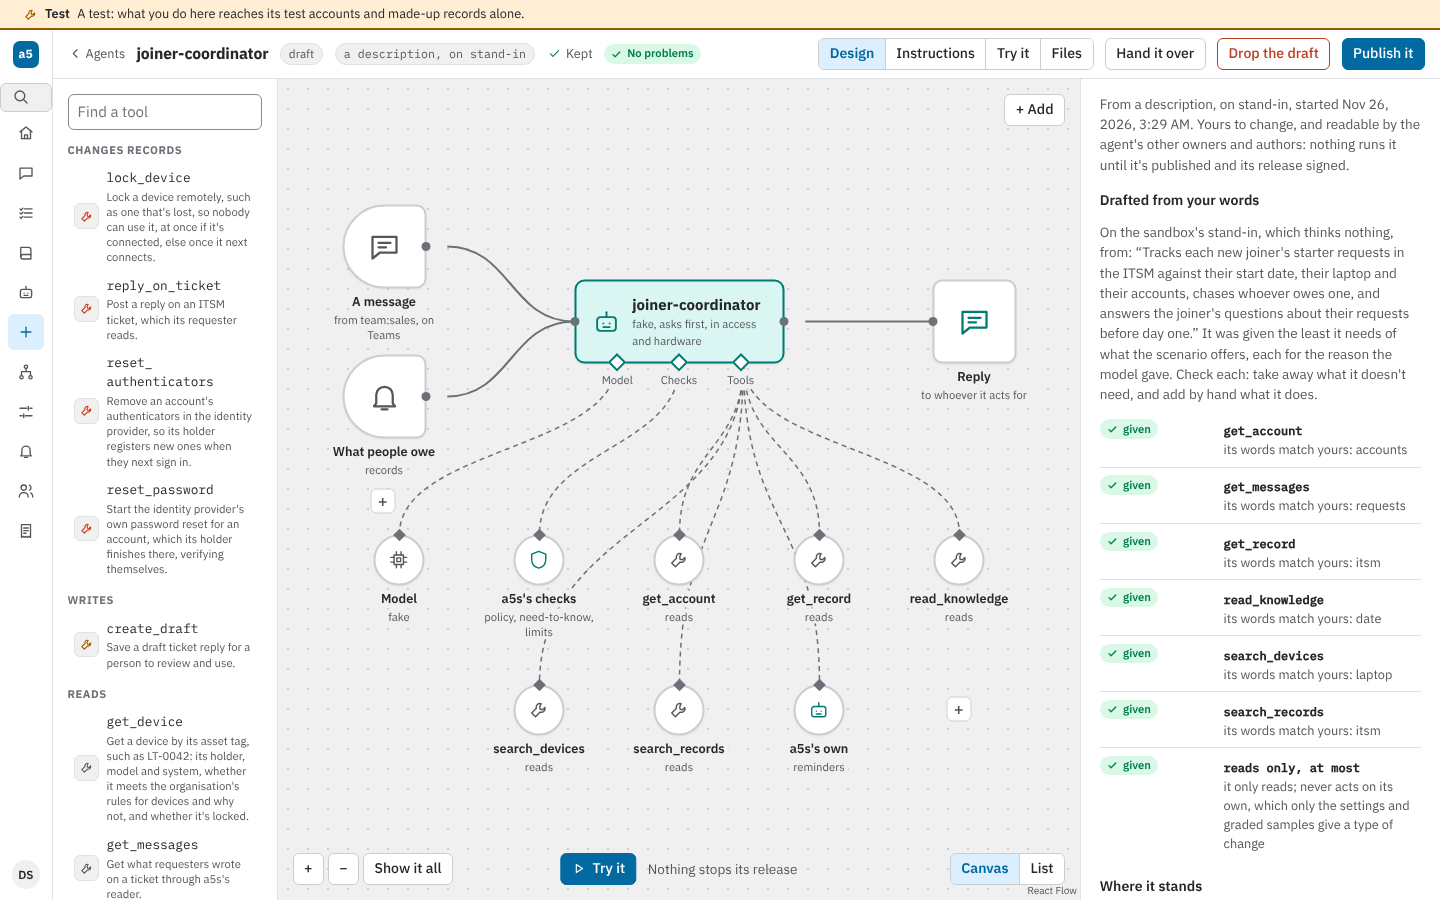 Test A test: what you do here reaches its test accounts and made-up records alone.
a5
Agents
joiner-coordinator
draft
a description, on stand-in
Kept
No problems
Design
Instructions
Try it
Files
Hand it over
Drop the draft
Publish it
Find a tool
CHANGES RECORDS
lock_device
Lock a device remotely, such
as one that's lost, so nobody
can use it, at once if it's
connected, else once it next
connects.
reply_on_ticket
Post a reply on an ITSM
ticket, which its requester
reads.
reset_
authenticators
Remove an account's
authenticators in the identity
provider, so its holder
registers new ones when
they next sign in.
reset_password
Start the identity provider's
own password reset for an
account, which its holder
finishes there, verifying
themselves.
WRITES
create_draft
Save a draft ticket reply for a
person to review and use.
READS
get_device
Get a device by its asset tag,
such as LT-0042: its holder,
model and system, whether
it meets the organisation's
rules for devices and why
not, and whether it's locked.
get_messages
Get what requesters wrote
on a ticket through a5s's
reader.
DS
+ Add
A message
from team:sales, on
Teams
What people owe
records
+
joiner-coordinator
fake, asks first, in access
and hardware
Model
Checks
Tools
Reply
to whoever it acts for
Model
fake
a5s's checks
policy, need-to-know,
limits
get_account
reads
get_record
reads
read_knowledge
reads
search_devices
reads
search_records
reads
a5s's own
reminders
+
+
−
Show it all
Try it
Nothing stops its release
Canvas
List
React Flow
From a description, on stand-in, started Nov 26,
2026, 3:29 AM. Yours to change, and readable by the
agent's other owners and authors: nothing runs it
until it's published and its release signed.
Drafted from your words
On the sandbox's stand-in, which thinks nothing,
from: “Tracks each new joiner's starter requests in
the ITSM against their start date, their laptop and
their accounts, chases whoever owes one, and
answers the joiner's questions about their requests
before day one.” It was given the least it needs of
what the scenario offers, each for the reason the
model gave. Check each: take away what it doesn't
need, and add by hand what it does.
given
get_account
its words match yours: accounts
given
get_messages
its words match yours: requests
given
get_record
its words match yours: itsm
given
read_knowledge
its words match yours: date
given
search_devices
its words match yours: laptop
given
search_records
its words match yours: itsm
given
reads only, at most
it only reads; never acts on its
own, which only the settings and
graded samples give a type of
change
Where it stands